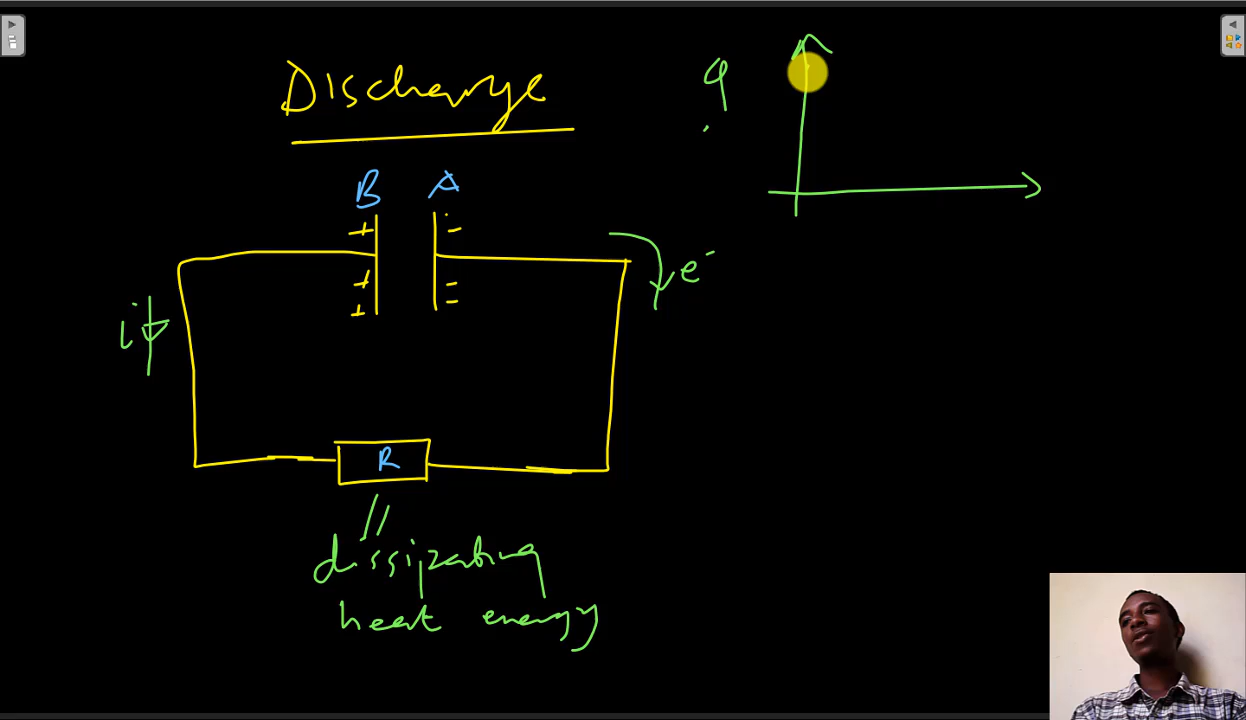 Discharge
q
B A
+ -
+ -
+ -
e-
i
R
dissipating
heat energy